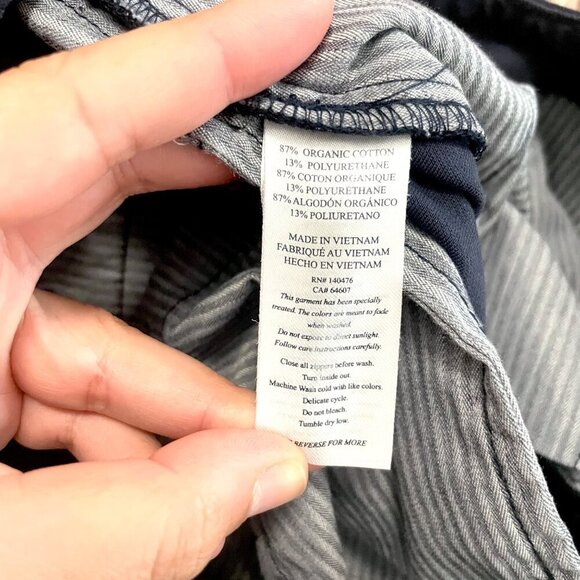 87% ORGANIC COTTON
13% POLYURETHANE
87% COTON ORGANIQUE
13% POLYURÉTHANE
87% ALGODÓN ORGÁNICO
13% POLIURETANO
MADE IN VIETNAM
FABRIQUÉ AU VIETNAM
HECHO EN VIETNAM
RN# 140476
CA# 64607
This garment has been specially
treated. The colors are meant to fade
when washed.
Do not expose to direct sunlight.
Follow care instructions carefully.
Close all zippers before wash.
Turn inside out
Machine Wash cold with like colors.
Delicate cycle.
Do not bleach.
Tumble dry low.
REVERSE FOR MORE